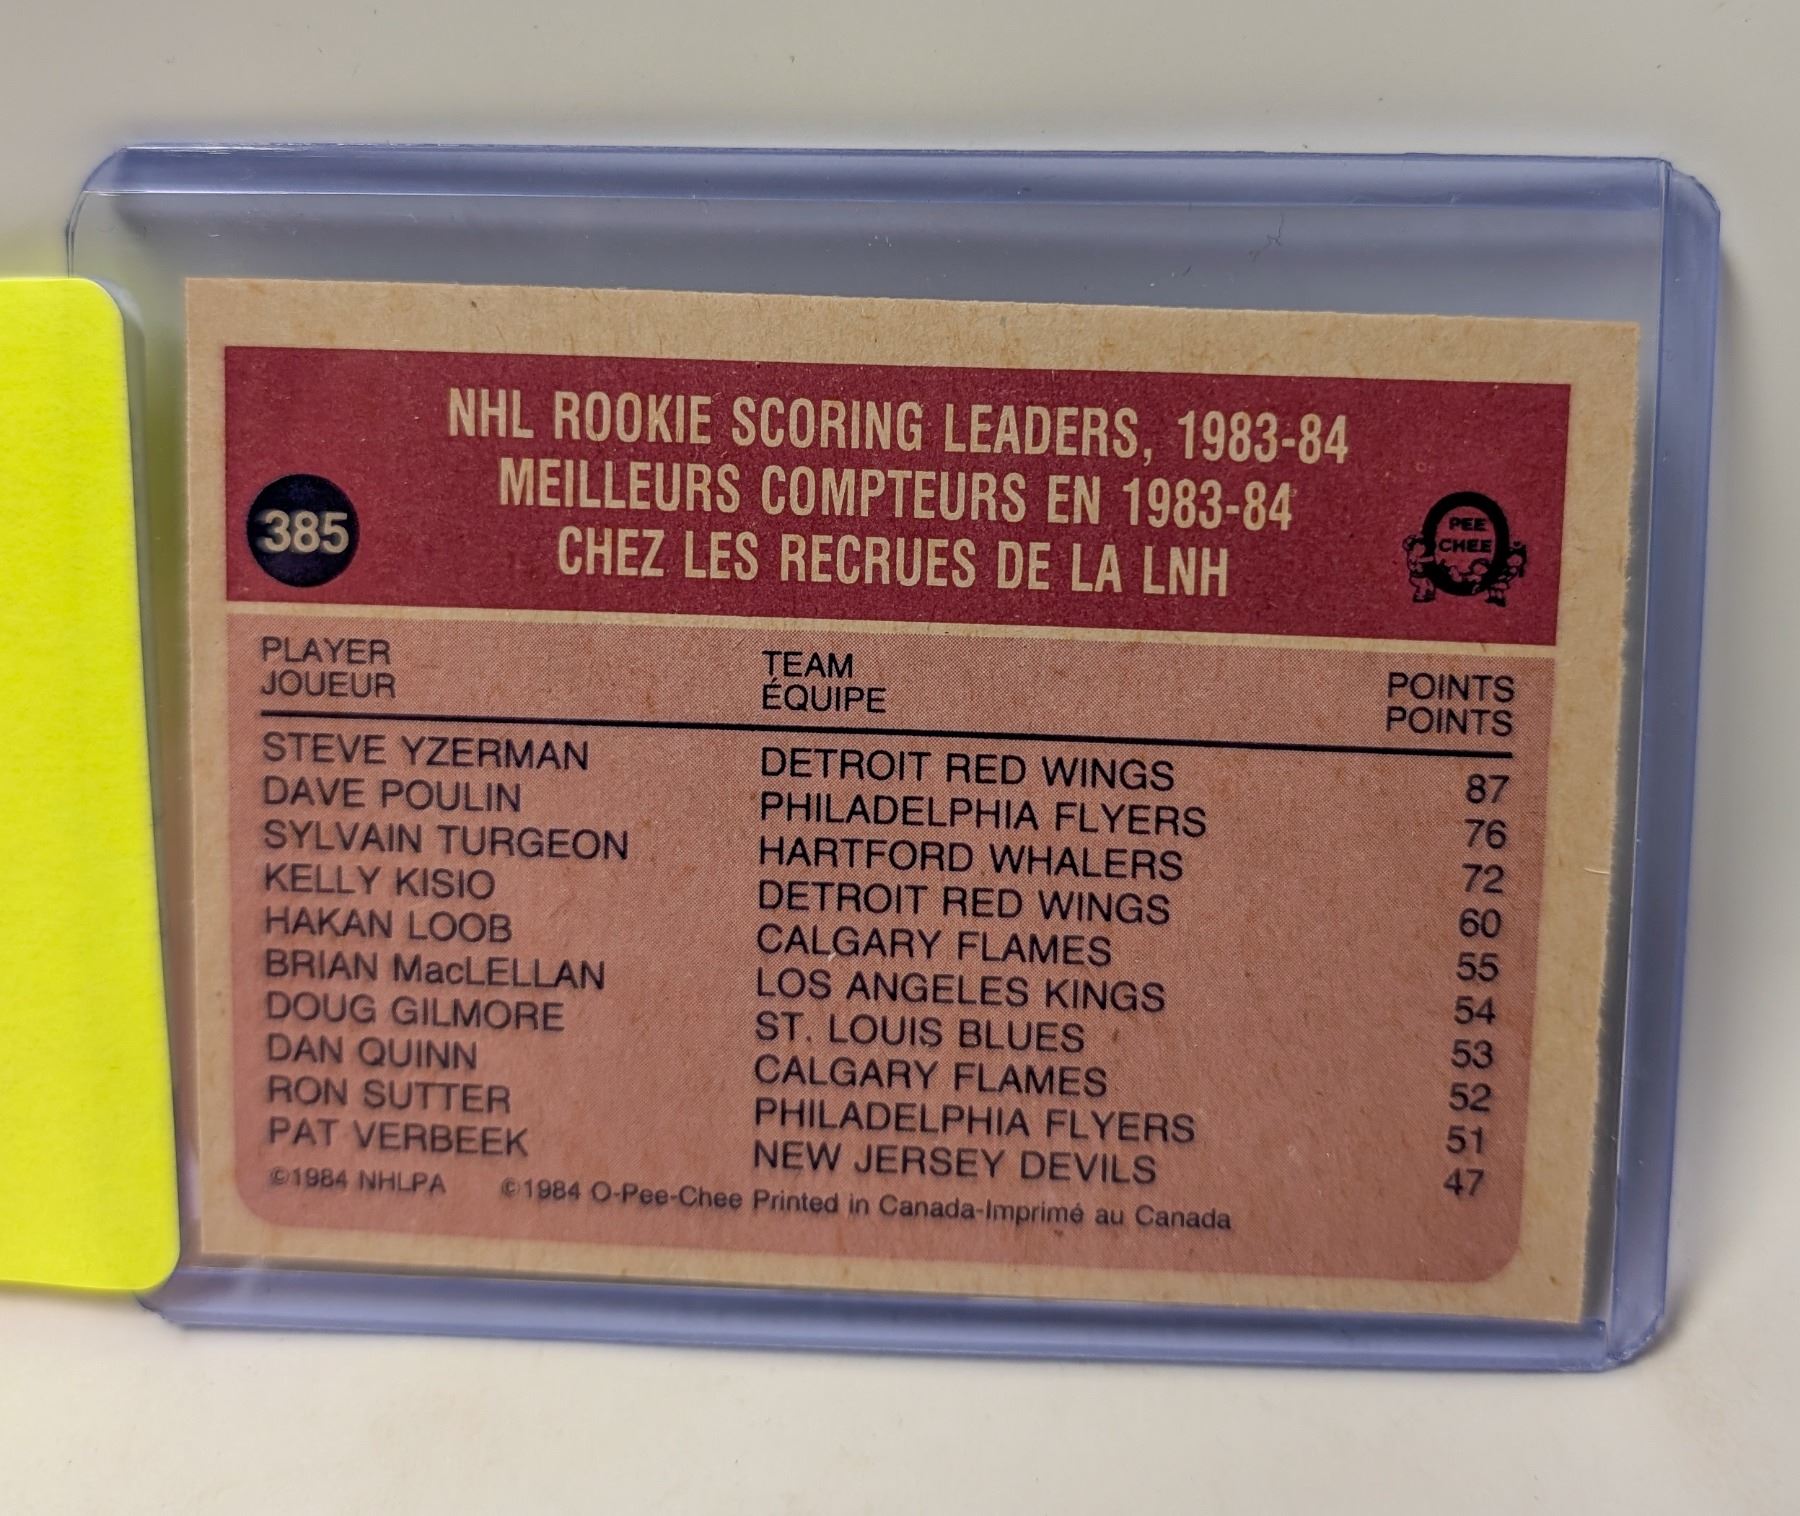 NHL ROOKIE SCORING LEADERS, 1983-84
MEILLEURS COMPTEURS EN 1983-84
CHEZ LES RECRUES DE LA LNH
385
PEE
CHEE
PLAYER TEAM POINTS
JOUEUR ÉQUIPE POINTS
STEVE YZERMAN DETROIT RED WINGS 87
DAVE POULIN PHILADELPHIA FLYERS 76
SYLVAIN TURGEON HARTFORD WHALERS 72
KELLY KISIO DETROIT RED WINGS 60
HAKAN LOOB CALGARY FLAMES 55
BRIAN MacLELLAN LOS ANGELES KINGS 54
DOUG GILMORE ST. LOUIS BLUES 53
DAN QUINN CALGARY FLAMES 52
RON SUTTER PHILADELPHIA FLYERS 51
PAT VERBEEK NEW JERSEY DEVILS 47
©1984 NHLPA ©1984 O-Pee-Chee Printed in Canada-Imprimé au Canada